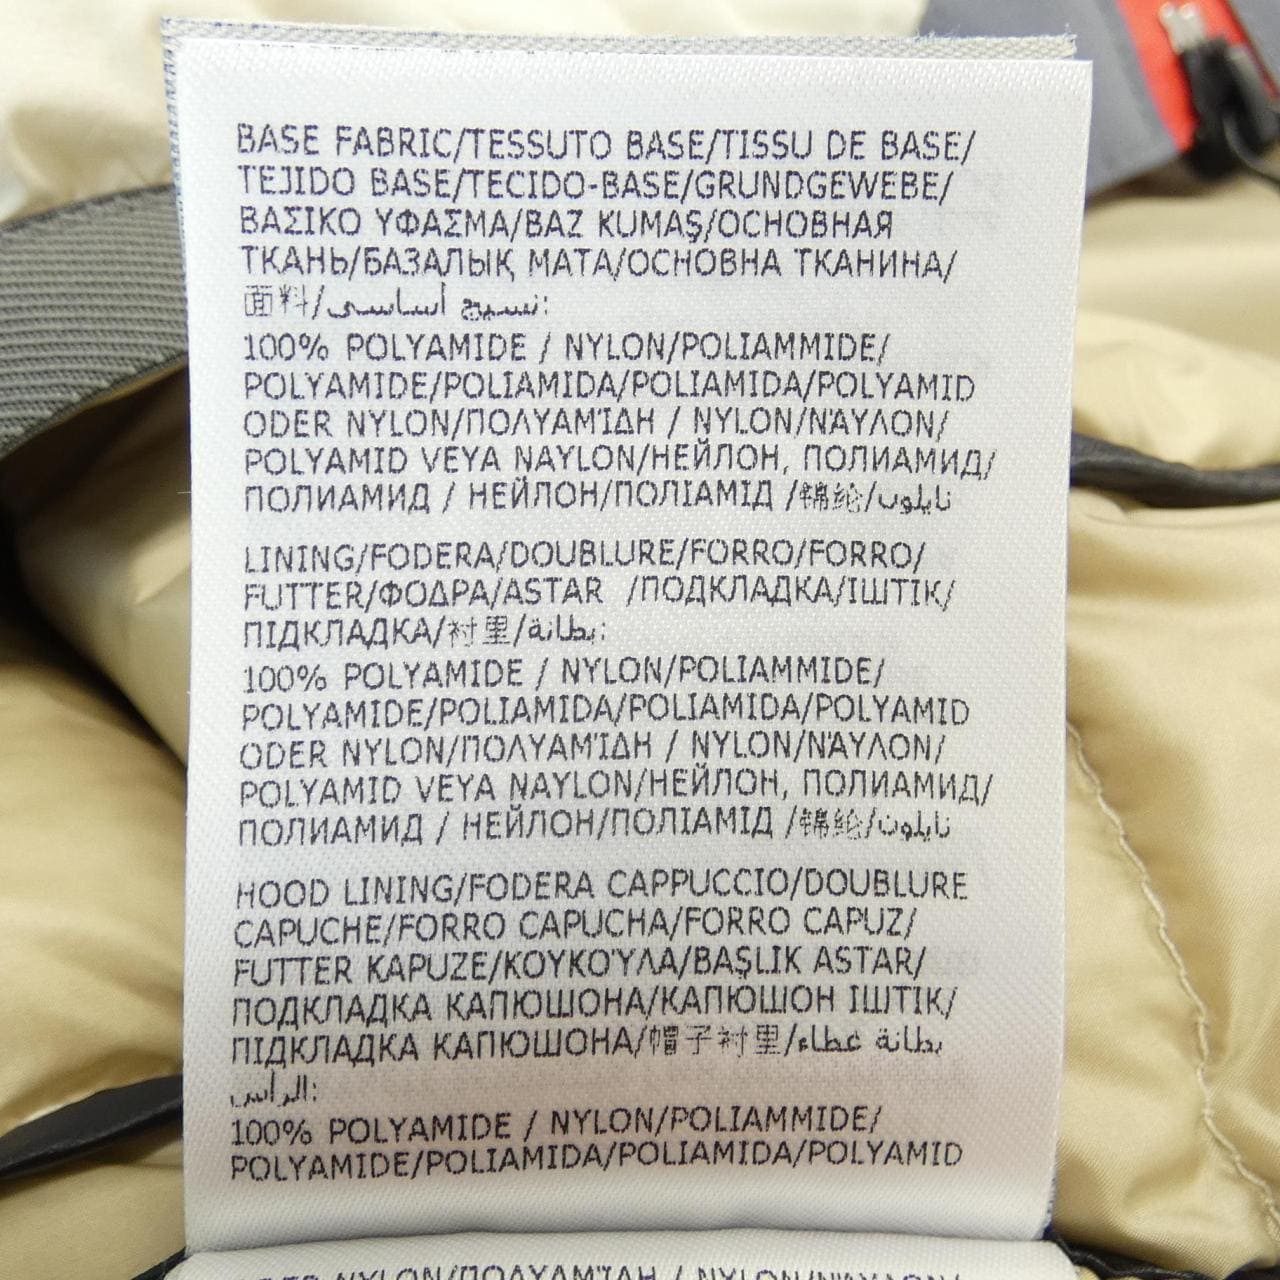 BASE FABRIC/TESSUTO BASE/TISSU DE BASE/
TEJIDO BASE/TECIDO-BASE/GRUNDGEWEBE/
ΒΑΣΙΚΟ ΥΦΑΣΜΑ/BAZ KUMAŞ/ОСНОВНАЯ
ТКАНЬ/БАЗАЛЫҚ МАТА/ОСНОВНА ТКАНИНА/
面料/نسيج أساسى:
100% POLYAMIDE / NYLON/POLIAMMIDE/
POLYAMIDE/POLIAMIDA/POLIAMIDA/POLYAMID
ODER NYLON/ΠΟΛΥΑΜΊΔΗ / NYLON/ΝΆΥΛΟΝ/
POLYAMID VEYA NAYLON/НЕЙЛОН, ПОЛИАМИД/
ПОЛИАМИД / НЕЙЛОН/ПОЛІАМІД /锦纶/نايلون
LINING/FODERA/DOUBLURE/FORRO/FORRO/
FUTTER/ΦΟΔΡΑ/ASTAR /ПОДКЛАДКА/ІШТІК/
ПІДКЛАДКА/衬里/بطانة:
100% POLYAMIDE / NYLON/POLIAMMIDE/
POLYAMIDE/POLIAMIDA/POLIAMIDA/POLYAMID
ODER NYLON/ΠΟΛΥΑΜΊΔΗ / NYLON/ΝΆΥΛΟΝ/
POLYAMID VEYA NAYLON/НЕЙЛОН, ПОЛИАМИД/
ПОЛИАМИД / НЕЙЛОН/ПОЛІАМІД /锦纶/نايلون
HOOD LINING/FODERA CAPPUCCIO/DOUBLURE
CAPUCHE/FORRO CAPUCHA/FORRO CAPUZ/
FUTTER KAPUZE/ΚΟΥΚΟΎΛΑ/BAŞLIK ASTAR/
ПОДКЛАДКА КАПЮШОНА/КАПЮШОН ІШТІК/
ПІДКЛАДКА КАПЮШОНА/帽子衬里/بطانة غطاء
الرأس:
100% POLYAMIDE / NYLON/POLIAMMIDE/
POLYAMIDE/POLIAMIDA/POLIAMIDA/POLYAMID
ODER NYLON/ΠΟΛΥΑΜΊΔΗ / NYLON/ΝΆΥΛΟΝ/